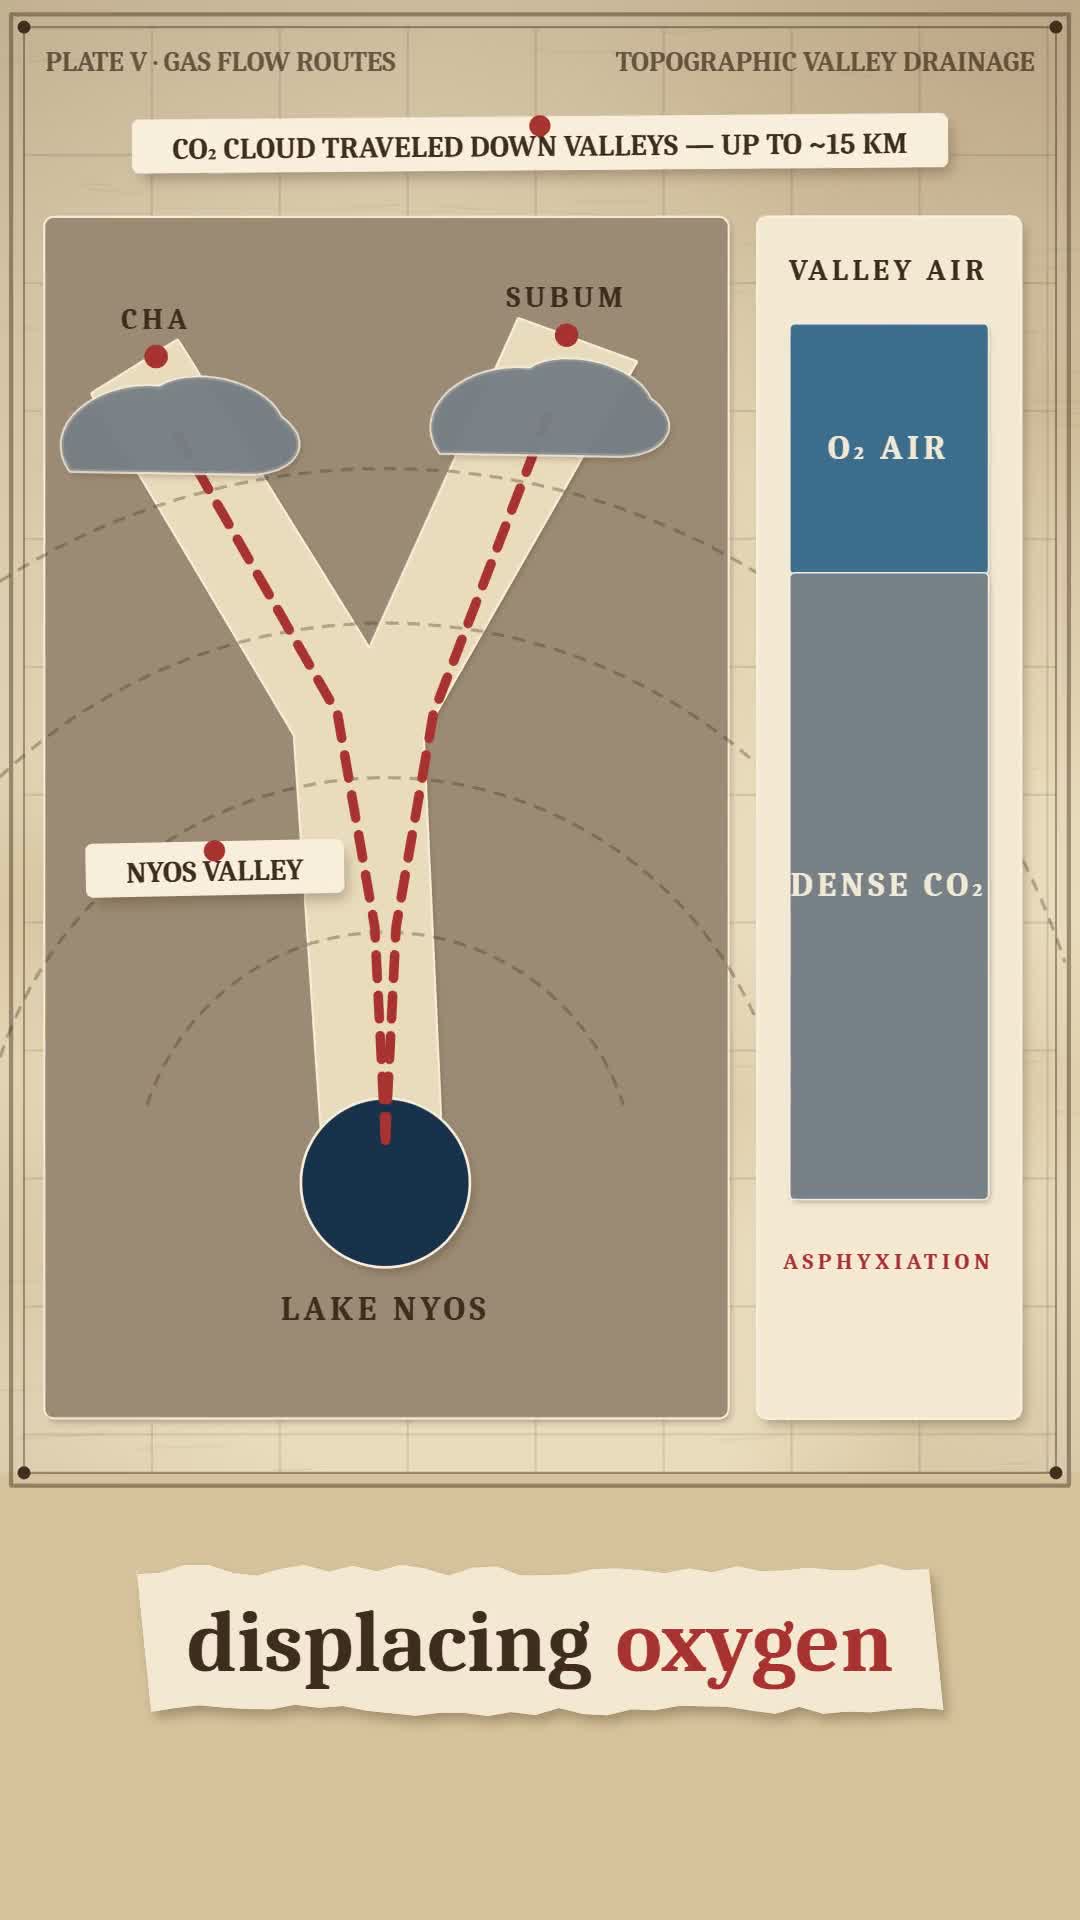 PLATE V · GAS FLOW ROUTES
TOPOGRAPHIC VALLEY DRAINAGE
CO₂ CLOUD TRAVELED DOWN VALLEYS — UP TO ~15 KM
CHA
SUBUM
NYOS VALLEY
LAKE NYOS
VALLEY AIR
O₂ AIR
DENSE CO₂
ASPHYXIATION
displacing oxygen